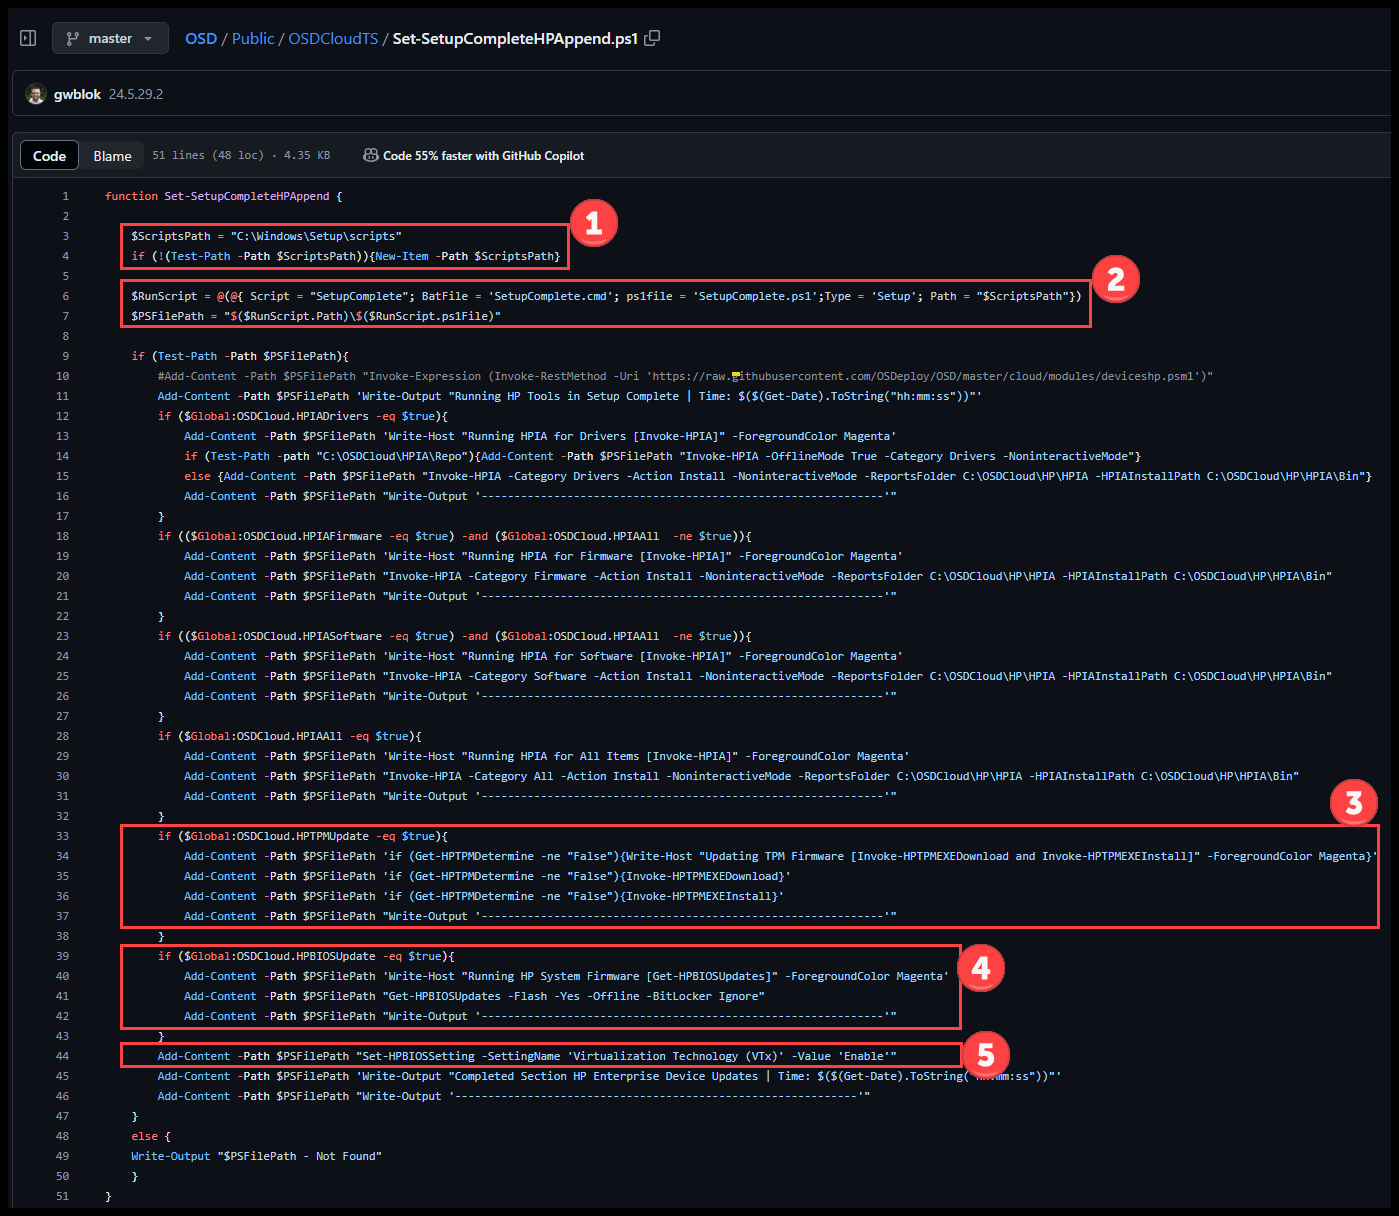 master
OSD / Public / OSDCloudTS / Set-SetupCompleteHPAppend.ps1
gwblok 24.5.29.2
Code Blame 51 lines (48 loc) · 4.35 KB Code 55% faster with GitHub Copilot
1 function Set-SetupCompleteHPAppend {
2
3 $ScriptsPath = "C:\Windows\Setup\scripts"
4 if (!(Test-Path -Path $ScriptsPath)){New-Item -Path $ScriptsPath}
1
5
6 $RunScript = @(@{ Script = "SetupComplete"; BatFile = 'SetupComplete.cmd'; ps1file = 'SetupComplete.ps1';Type = 'Setup'; Path = "$ScriptsPath"})
7 $PSFilePath = "$($RunScript.Path)\$($RunScript.ps1File)"
2
8
9 if (Test-Path -Path $PSFilePath){
10 #Add-Content -Path $PSFilePath "Invoke-Expression (Invoke-RestMethod -Uri 'https://raw.githubusercontent.com/OSDeploy/OSD/master/cloud/modules/deviceshp.psm1')"
11 Add-Content -Path $PSFilePath 'Write-Output "Running HP Tools in Setup Complete | Time: $($(Get-Date).ToString("hh:mm:ss"))"'
12 if ($Global:OSDCloud.HPIADrivers -eq $true){
13 Add-Content -Path $PSFilePath 'Write-Host "Running HPIA for Drivers [Invoke-HPIA]" -ForegroundColor Magenta'
14 if (Test-Path -path "C:\OSDCloud\HPIA\Repo"){Add-Content -Path $PSFilePath "Invoke-HPIA -OfflineMode True -Category Drivers -NoninteractiveMode"}
15 else {Add-Content -Path $PSFilePath "Invoke-HPIA -Category Drivers -Action Install -NoninteractiveMode -ReportsFolder C:\OSDCloud\HP\HPIA -HPIAInstallPath C:\OSDCloud\HP\HPIA\Bin"}
16 Add-Content -Path $PSFilePath "Write-Output '-------------------------------------------------------------'"
17 }
18 if (($Global:OSDCloud.HPIAFirmware -eq $true) -and ($Global:OSDCloud.HPIAAll  -ne $true)){
19 Add-Content -Path $PSFilePath 'Write-Host "Running HPIA for Firmware [Invoke-HPIA]" -ForegroundColor Magenta'
20 Add-Content -Path $PSFilePath "Invoke-HPIA -Category Firmware -Action Install -NoninteractiveMode -ReportsFolder C:\OSDCloud\HP\HPIA -HPIAInstallPath C:\OSDCloud\HP\HPIA\Bin"
21 Add-Content -Path $PSFilePath "Write-Output '-------------------------------------------------------------'"
22 }
23 if (($Global:OSDCloud.HPIASoftware -eq $true) -and ($Global:OSDCloud.HPIAAll  -ne $true)){
24 Add-Content -Path $PSFilePath 'Write-Host "Running HPIA for Software [Invoke-HPIA]" -ForegroundColor Magenta'
25 Add-Content -Path $PSFilePath "Invoke-HPIA -Category Software -Action Install -NoninteractiveMode -ReportsFolder C:\OSDCloud\HP\HPIA -HPIAInstallPath C:\OSDCloud\HP\HPIA\Bin"
26 Add-Content -Path $PSFilePath "Write-Output '-------------------------------------------------------------'"
27 }
28 if ($Global:OSDCloud.HPIAAll -eq $true){
29 Add-Content -Path $PSFilePath 'Write-Host "Running HPIA for All Items [Invoke-HPIA]" -ForegroundColor Magenta'
30 Add-Content -Path $PSFilePath "Invoke-HPIA -Category All -Action Install -NoninteractiveMode -ReportsFolder C:\OSDCloud\HP\HPIA -HPIAInstallPath C:\OSDCloud\HP\HPIA\Bin"
31 Add-Content -Path $PSFilePath "Write-Output '-------------------------------------------------------------'"
32 }
3
33 if ($Global:OSDCloud.HPTPMUpdate -eq $true){
34 Add-Content -Path $PSFilePath 'if (Get-HPTPMDetermine -ne "False"){Write-Host "Updating TPM Firmware [Invoke-HPTPMEXEDownload and Invoke-HPTPMEXEInstall]" -ForegroundColor Magenta}'
35 Add-Content -Path $PSFilePath 'if (Get-HPTPMDetermine -ne "False"){Invoke-HPTPMEXEDownload}'
36 Add-Content -Path $PSFilePath 'if (Get-HPTPMDetermine -ne "False"){Invoke-HPTPMEXEInstall}'
37 Add-Content -Path $PSFilePath "Write-Output '-------------------------------------------------------------'"
38 }
39 if ($Global:OSDCloud.HPBIOSUpdate -eq $true){
40 Add-Content -Path $PSFilePath 'Write-Host "Running HP System Firmware [Get-HPBIOSUpdates]" -ForegroundColor Magenta'
4
41 Add-Content -Path $PSFilePath "Get-HPBIOSUpdates -Flash -Yes -Offline -BitLocker Ignore"
42 Add-Content -Path $PSFilePath "Write-Output '-------------------------------------------------------------'"
43 }
44 Add-Content -Path $PSFilePath "Set-HPBIOSSetting -SettingName 'Virtualization Technology (VTx)' -Value 'Enable'"
5
45 Add-Content -Path $PSFilePath 'Write-Output "Completed Section HP Enterprise Device Updates | Time: $($(Get-Date).ToString("hh:mm:ss"))"'
46 Add-Content -Path $PSFilePath "Write-Output '-------------------------------------------------------------'"
47 }
48 else {
49 Write-Output "$PSFilePath - Not Found"
50 }
51 }